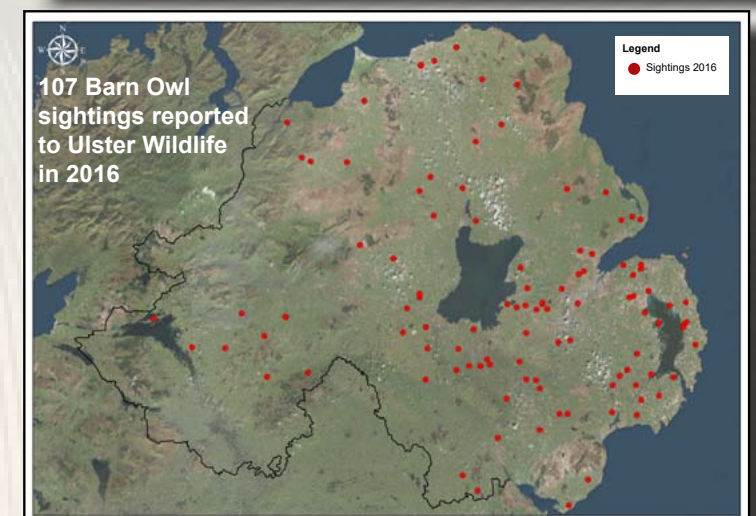 N
W E
S
107 Barn Owl
sightings reported
to Ulster Wildlife
in 2016
Legend
Sightings 2016